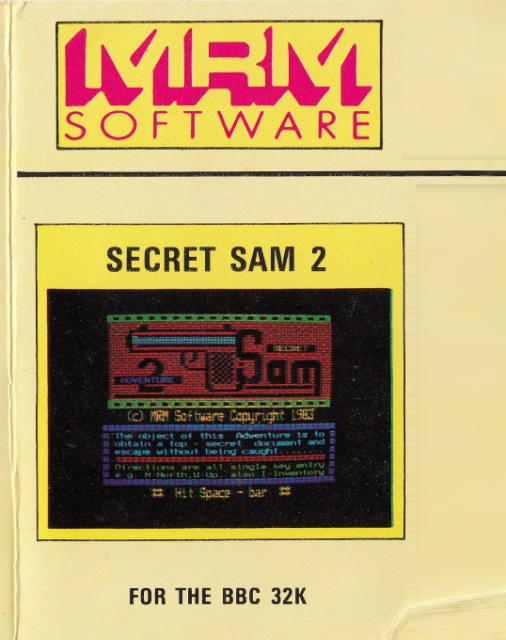 MRM
SOFTWARE
SECRET SAM 2
SECRET
Sam
2
ADVENTURE
(c) MRM Software Copyright 1983
The object of this Adventure is to
obtain a top - secret document and
escape without being caught.......
Directions are all single key entry
e.g. N-North,U-Up. also I-Inventory
Hit Space - bar
FOR THE BBC 32K